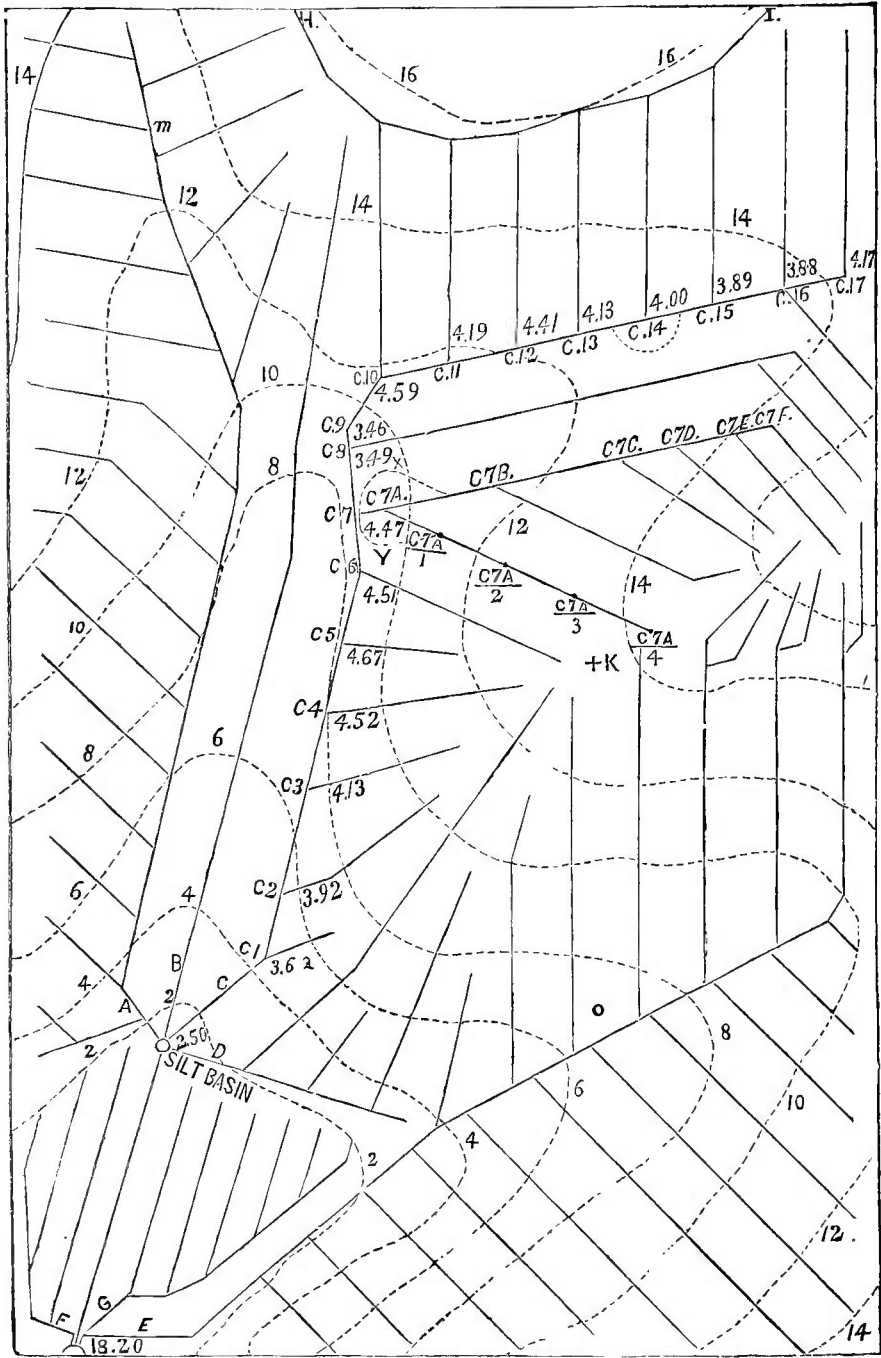 H. I.
14 16 16
m
12 14 14
4.17
3.88 C.17
3.89 C.16
4.00 C.15
4.13 C.14
4.41 C.13
4.19 C.12
C.11
C.10
4.59
10
C.9 3.46
C8 3.49 x
12 8
C7A. C7B. C7C. C7D. C7E. C7F.
C7 4.47
12
Y
C7A
1
C6
4.51
C7A
2
14
C7A
3
C7A
4
10
C5
4.67
+K
C4
4.52
8 6
C3
4.13
C2
3.92
6 4
C1
3.62
4 B C
A 2
O
2 2.50 D
SILT BASIN
8
6
10
4
2
12.
F G E
18.20
14